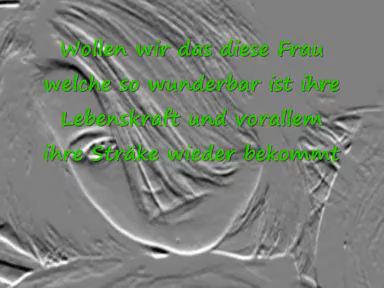 Wollen wir das diese Frau
welche so wunderbar ist ihre
Lebenskraft und vorallem
ihre Sträke wieder bekommt